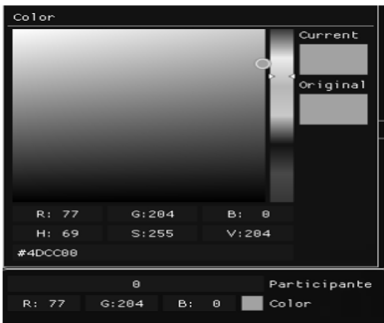 Color
Current
Original
R: 77 G:204 B: 0
H: 69 S:255 V:204
#4DCC00
0 Participante
R: 77 G:204 B: 0 Color